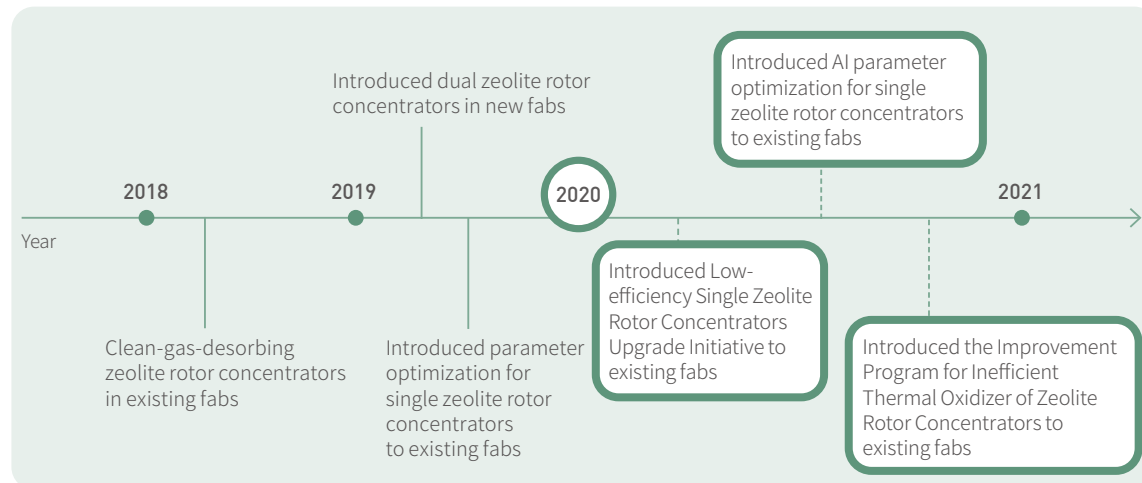 Introduced dual zeolite rotor
concentrators in new fabs
Introduced AI parameter
optimization for single
zeolite rotor concentrators
to existing fabs
2018
2019
2020
2021
Year
Clean-gas-desorbing
zeolite rotor concentrators
in existing fabs
Introduced parameter
optimization for
single zeolite rotor
concentrators
to existing fabs
Introduced Low-
efficiency Single Zeolite
Rotor Concentrators
Upgrade Initiative to
existing fabs
Introduced the Improvement
Program for Inefficient
Thermal Oxidizer of Zeolite
Rotor Concentrators to
existing fabs